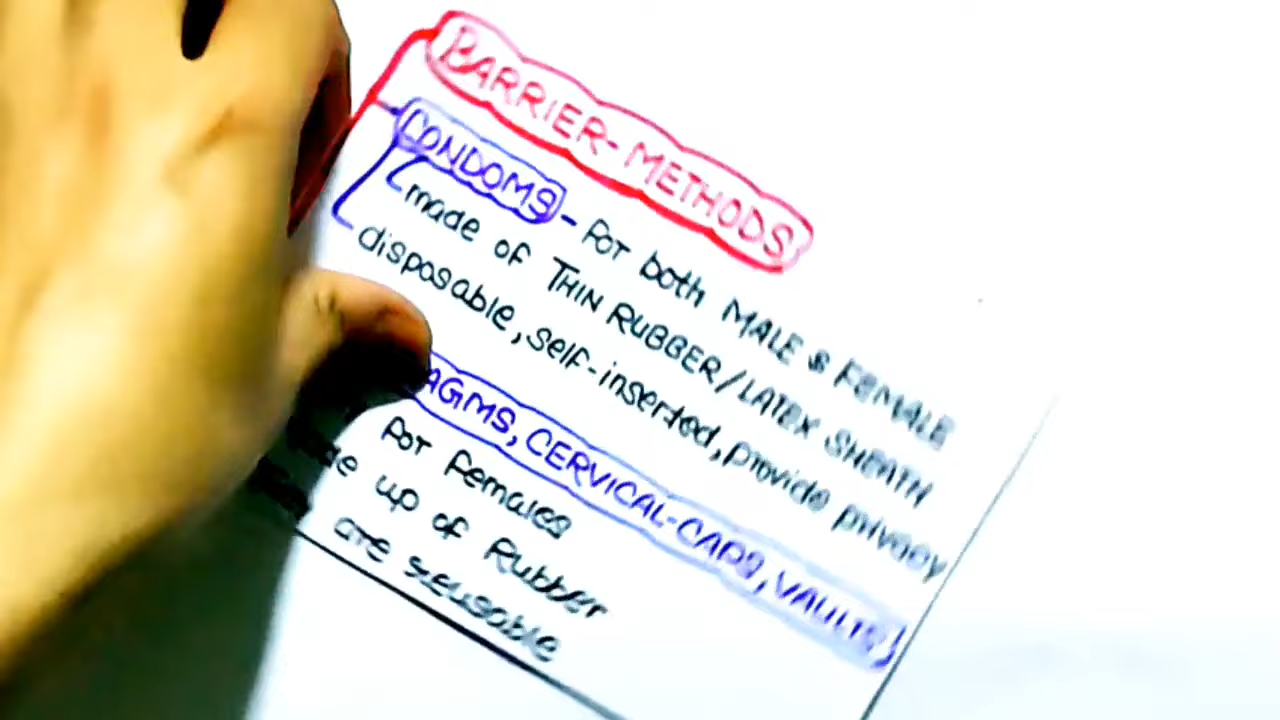 BARRIER-METHODS
CONDOMS - for both MALE & FEMALE
made of THIN RUBBER/LATEX SHEATH
disposable, self-inserted, provide privacy
AGMS, CERVICAL-CAPS, VAULTS
for females
up of Rubber
are reusable